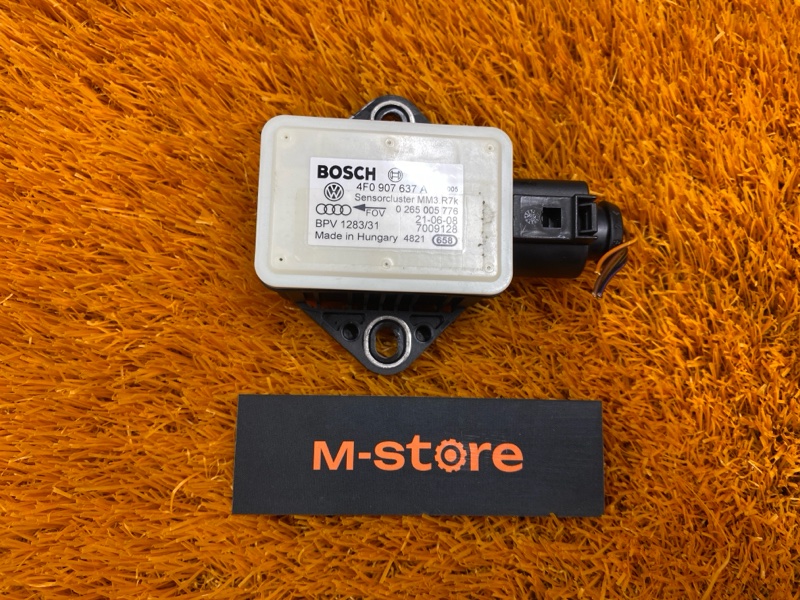 BOSCH
4F0 907 637 A 005
Sensorcluster MM3 R7k
FOV 0 265 005 776
21-06-08
BPV 1283/31 7009128
Made in Hungary 4821 658
M-store